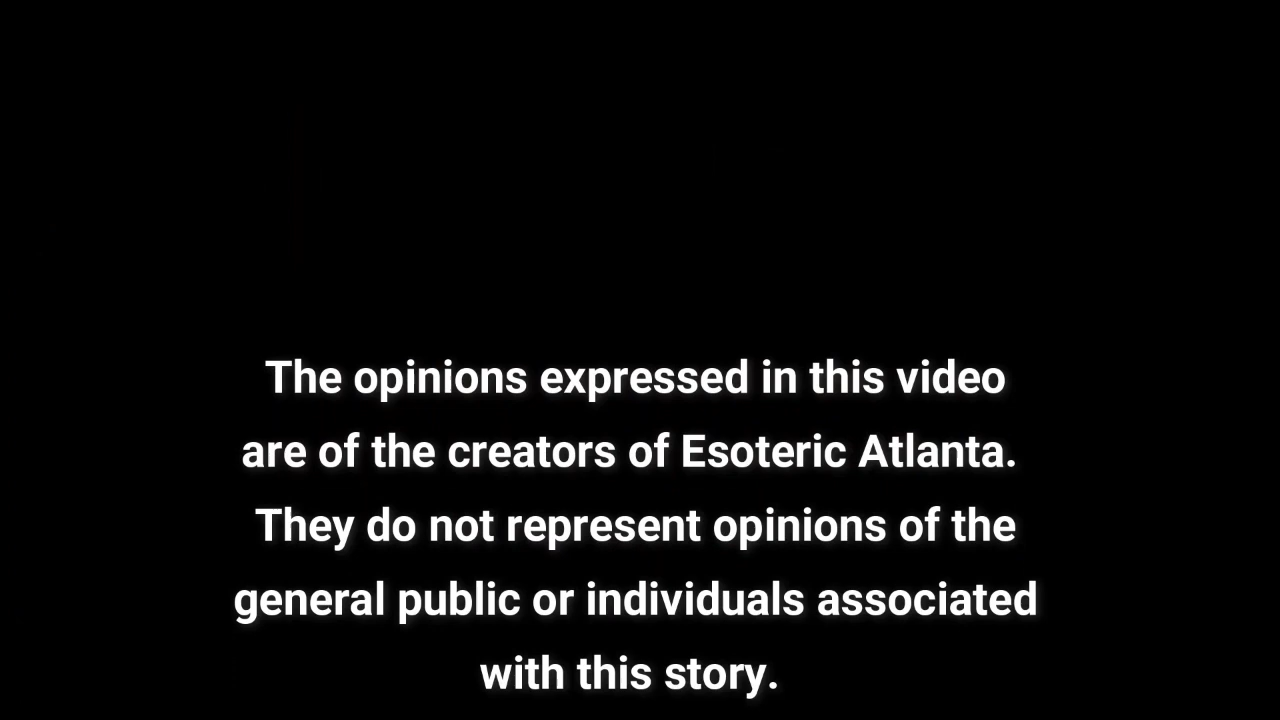 The opinions expressed in this video
are of the creators of Esoteric Atlanta.
They do not represent opinions of the
general public or individuals associated
with this story.